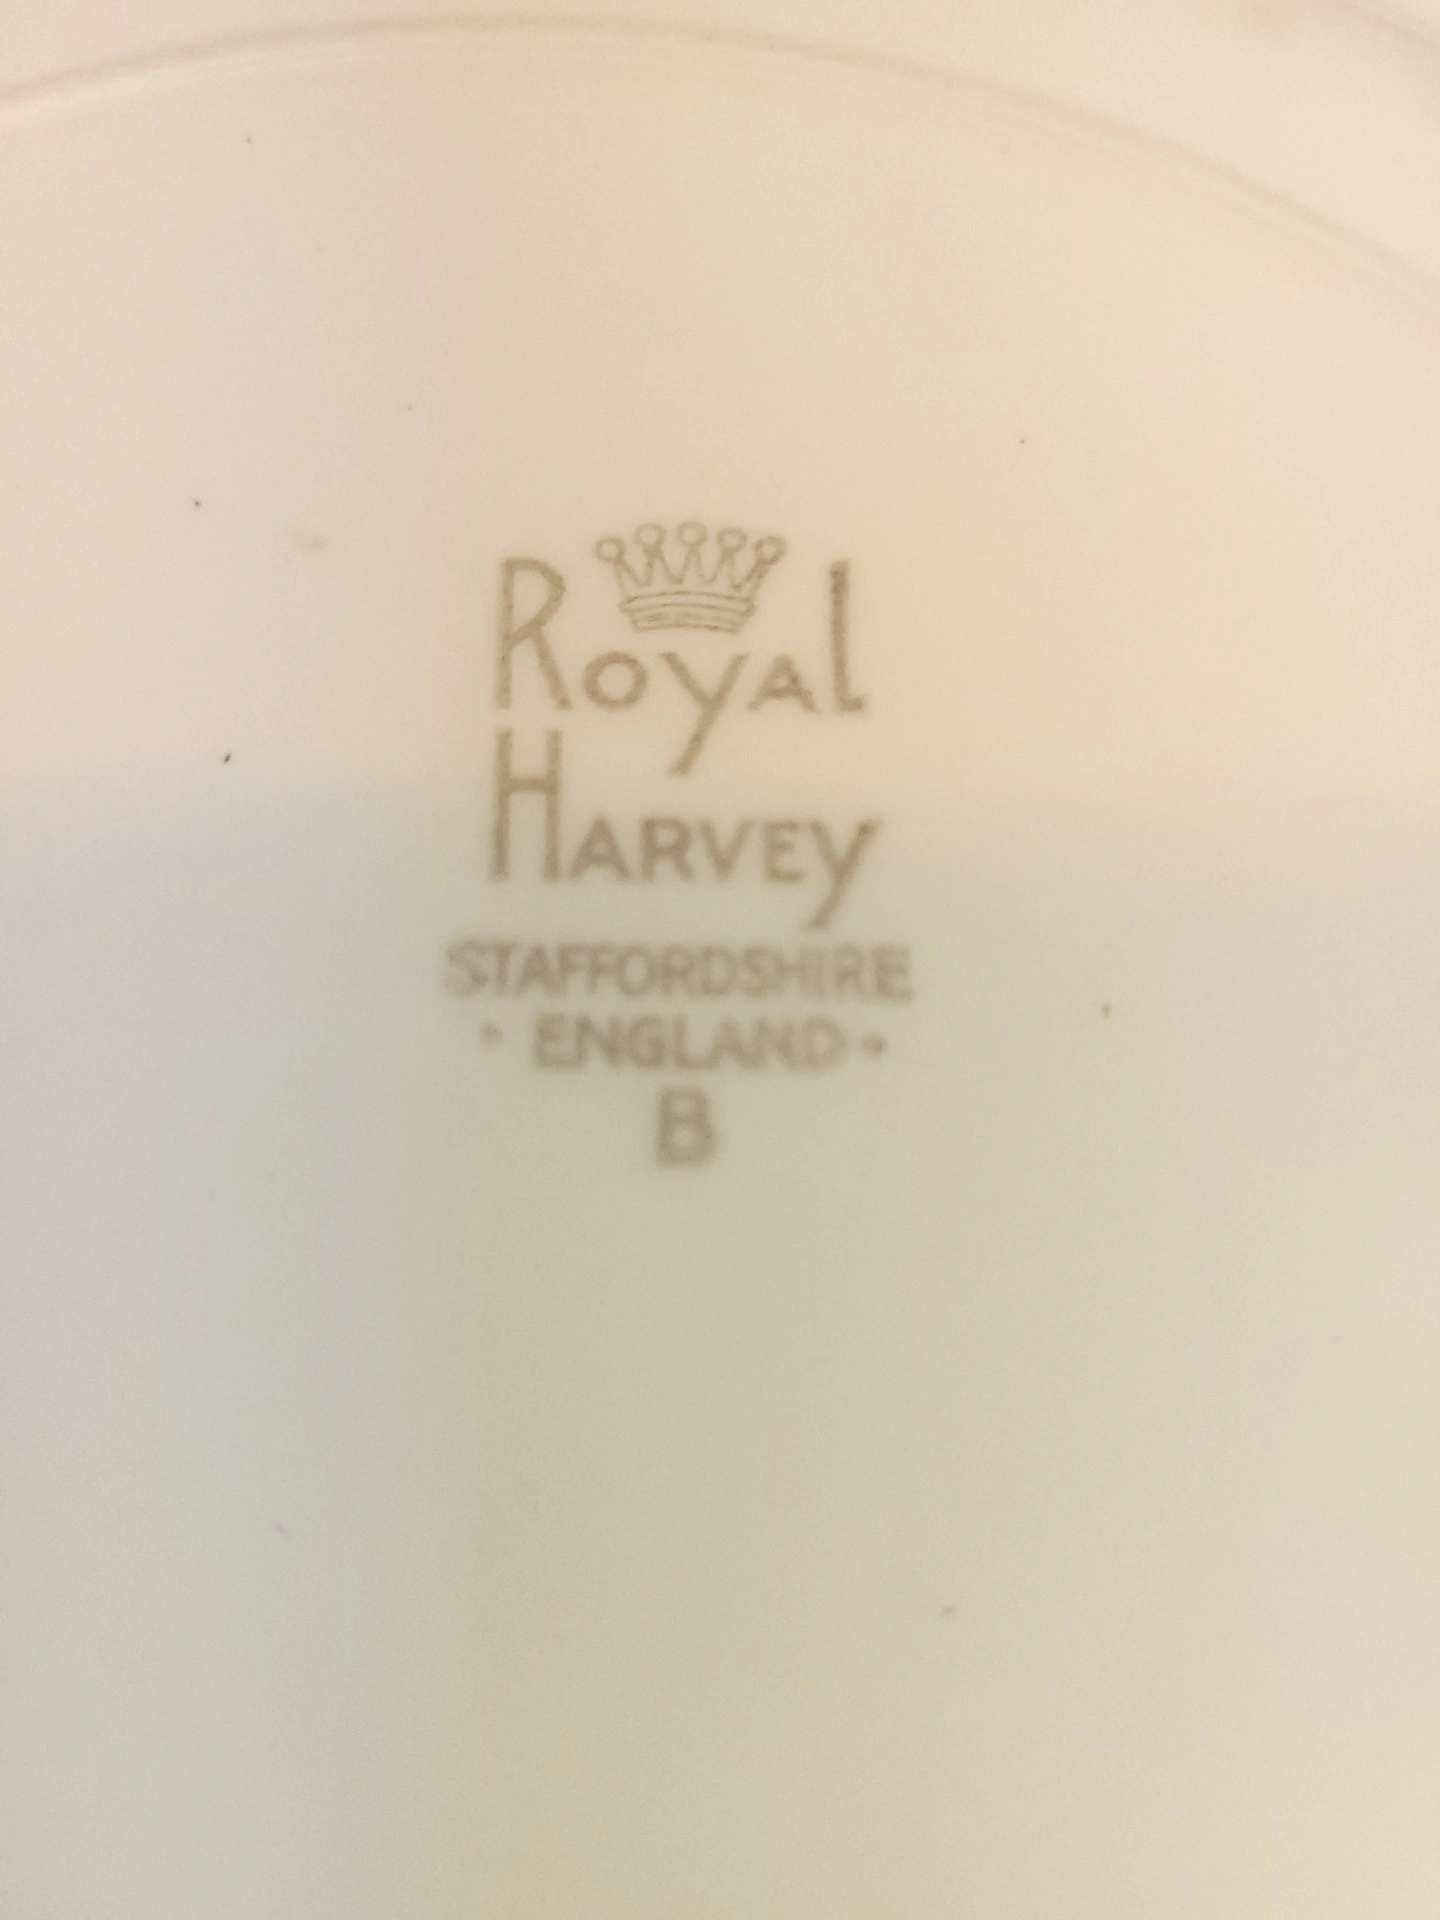 Royal
HARVEY
STAFFORDSHIRE
• ENGLAND •
B